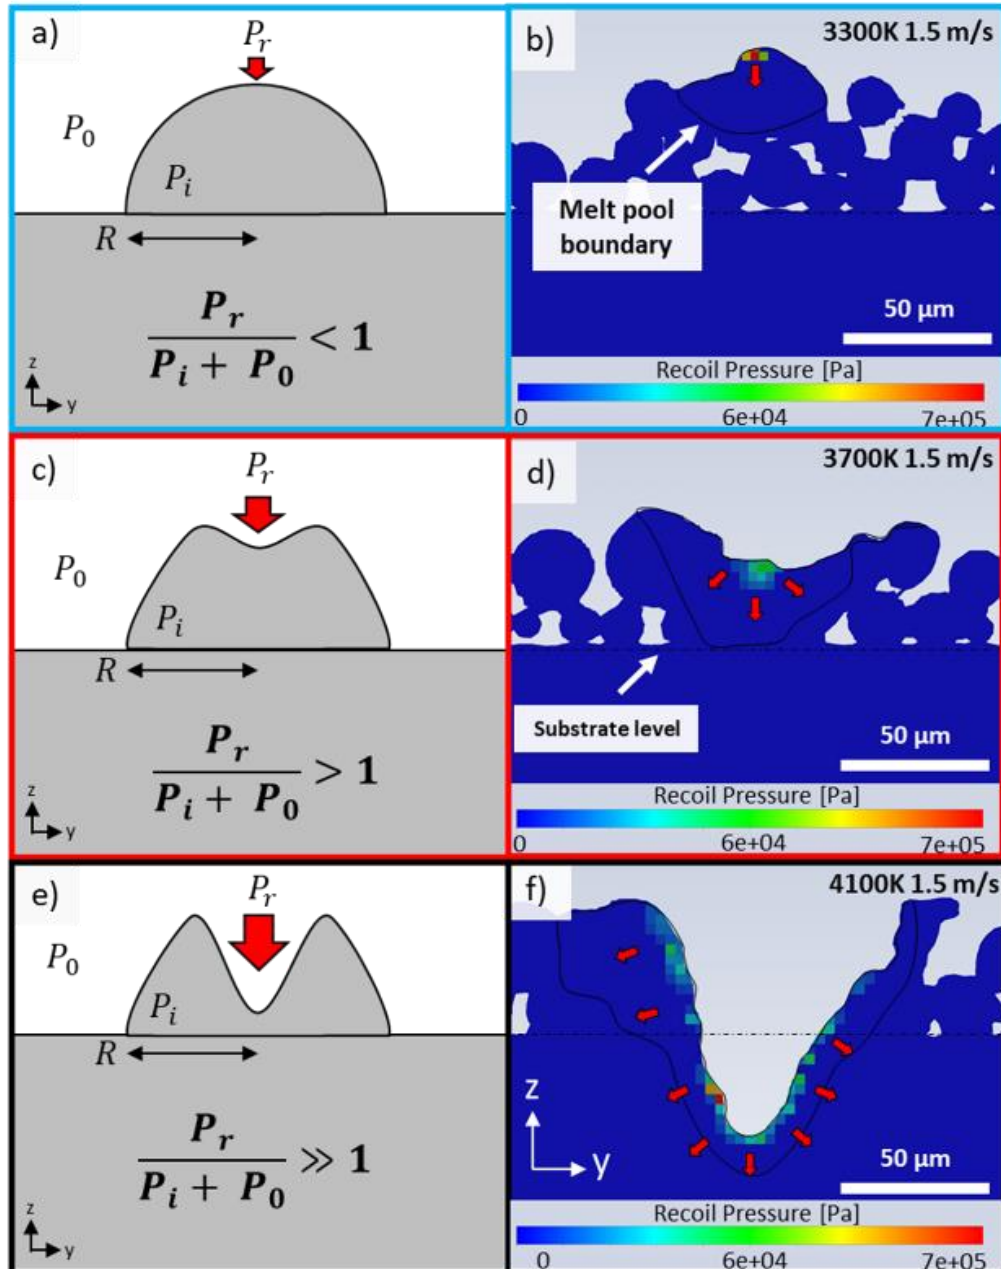 a)
P_r
P_0
P_i
R
P_r
P_i + P_0
< 1
z
y
b)
3300K 1.5 m/s
Melt pool
boundary
50 µm
Recoil Pressure [Pa]
0 6e+04 7e+05
c)
P_r
P_0
P_i
R
P_r
P_i + P_0
> 1
z
y
d)
3700K 1.5 m/s
Substrate level
50 µm
Recoil Pressure [Pa]
0 6e+04 7e+05
e)
P_r
P_0
P_i
R
P_r
P_i + P_0
≫ 1
z
y
f)
4100K 1.5 m/s
z
y
50 µm
Recoil Pressure [Pa]
0 6e+04 7e+05